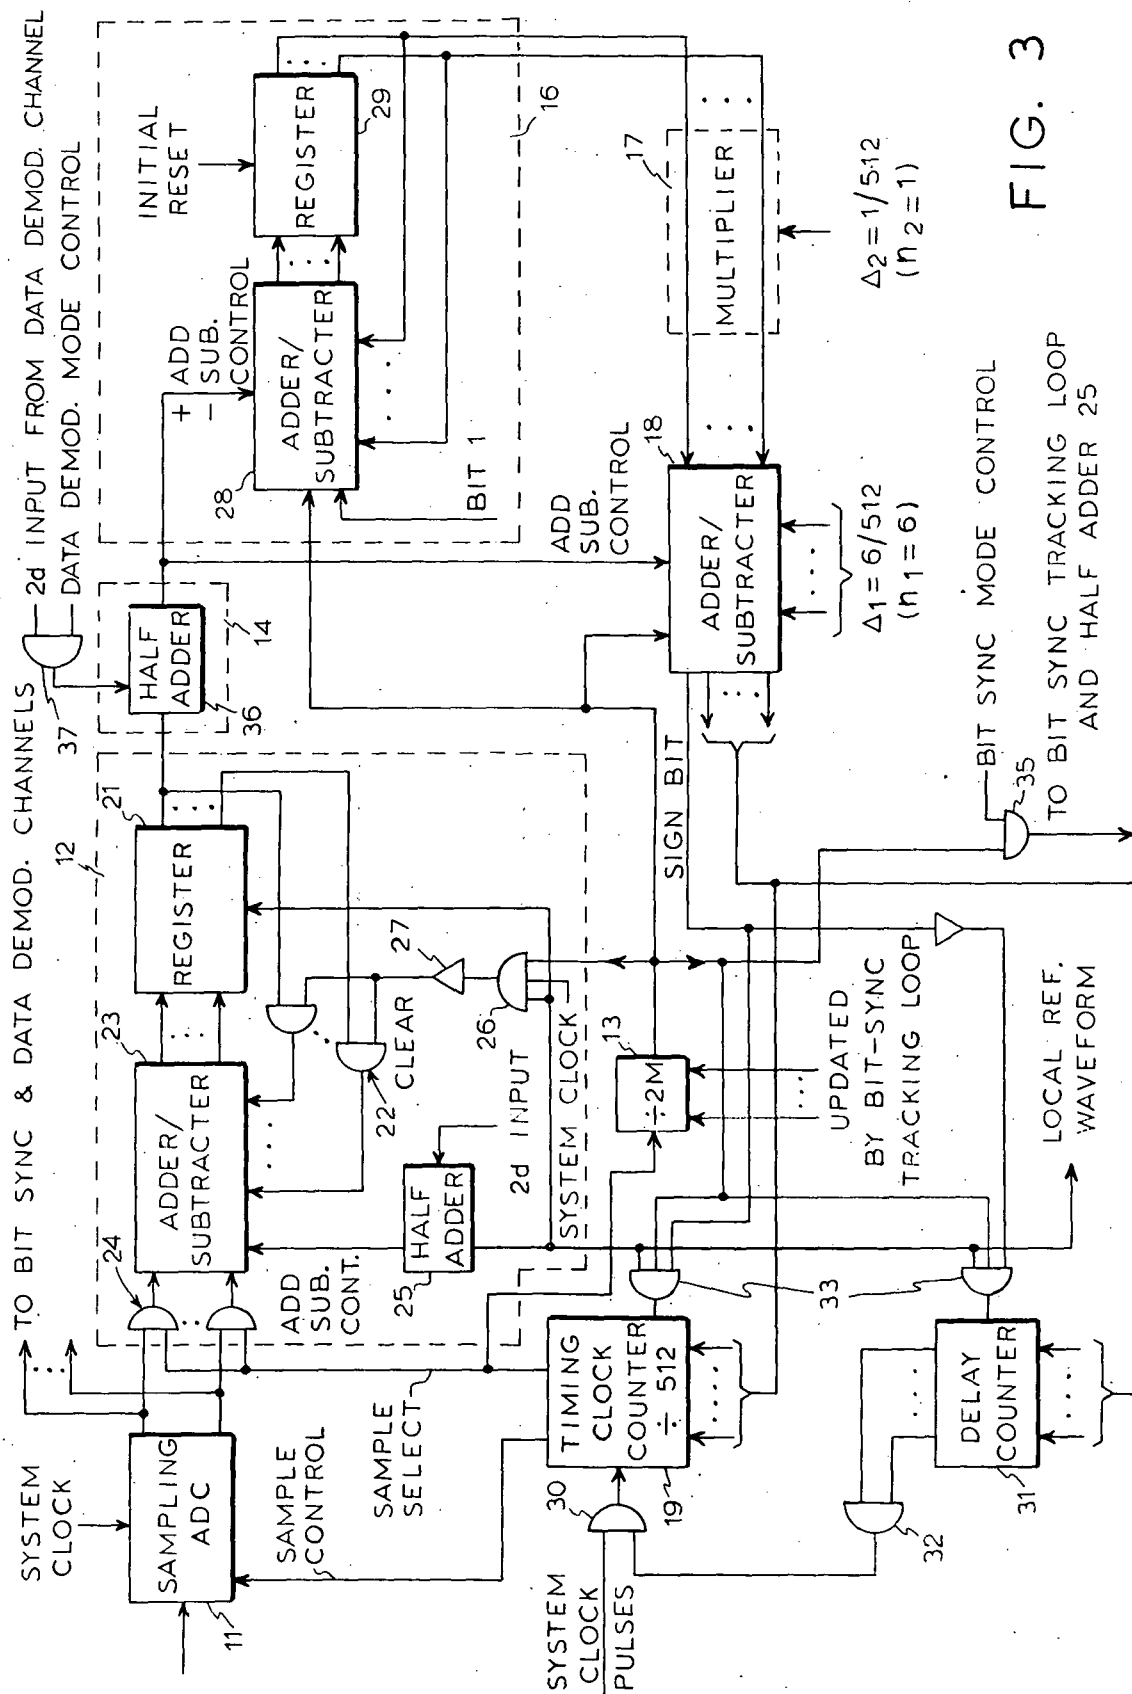 TO BIT SYNC & DATA DEMOD. CHANNELS
2d INPUT FROM DATA DEMOD. CHANNEL
DATA DEMOD. MODE CONTROL
37
SYSTEM
CLOCK
SAMPLING
ADC
11
SAMPLE
CONTROL
SAMPLE
SELECT
24
12
23
ADDER/
SUBTRACTER
21
REGISTER
ADD
SUB.
CONT.
25
HALF
ADDER
2d INPUT
SYSTEM CLOCK
22
CLEAR
26
27
HALF
ADDER
36
14
INITIAL
RESET
+ ADD
- SUB.
CONTROL
28
ADDER/
SUBTRACTER
REGISTER
29
16
BIT 1
ADD
SUB.
CONTROL
18
ADDER/
SUBTRACTER
Δ1 = 6/512
(n1 = 6)
17
MULTIPLIER
Δ2 = 1/512
(n2 = 1)
SIGN BIT
13
÷2M
UPDATED
BY BIT-SYNC
TRACKING LOOP
SYSTEM
CLOCK
PULSES
30
19
TIMING
CLOCK
COUNTER
÷ 512
33
DELAY
COUNTER
31
32
LOCAL REF.
WAVEFORM
BIT SYNC MODE CONTROL
35
TO BIT SYNC TRACKING LOOP
AND HALF ADDER 25
FIG. 3